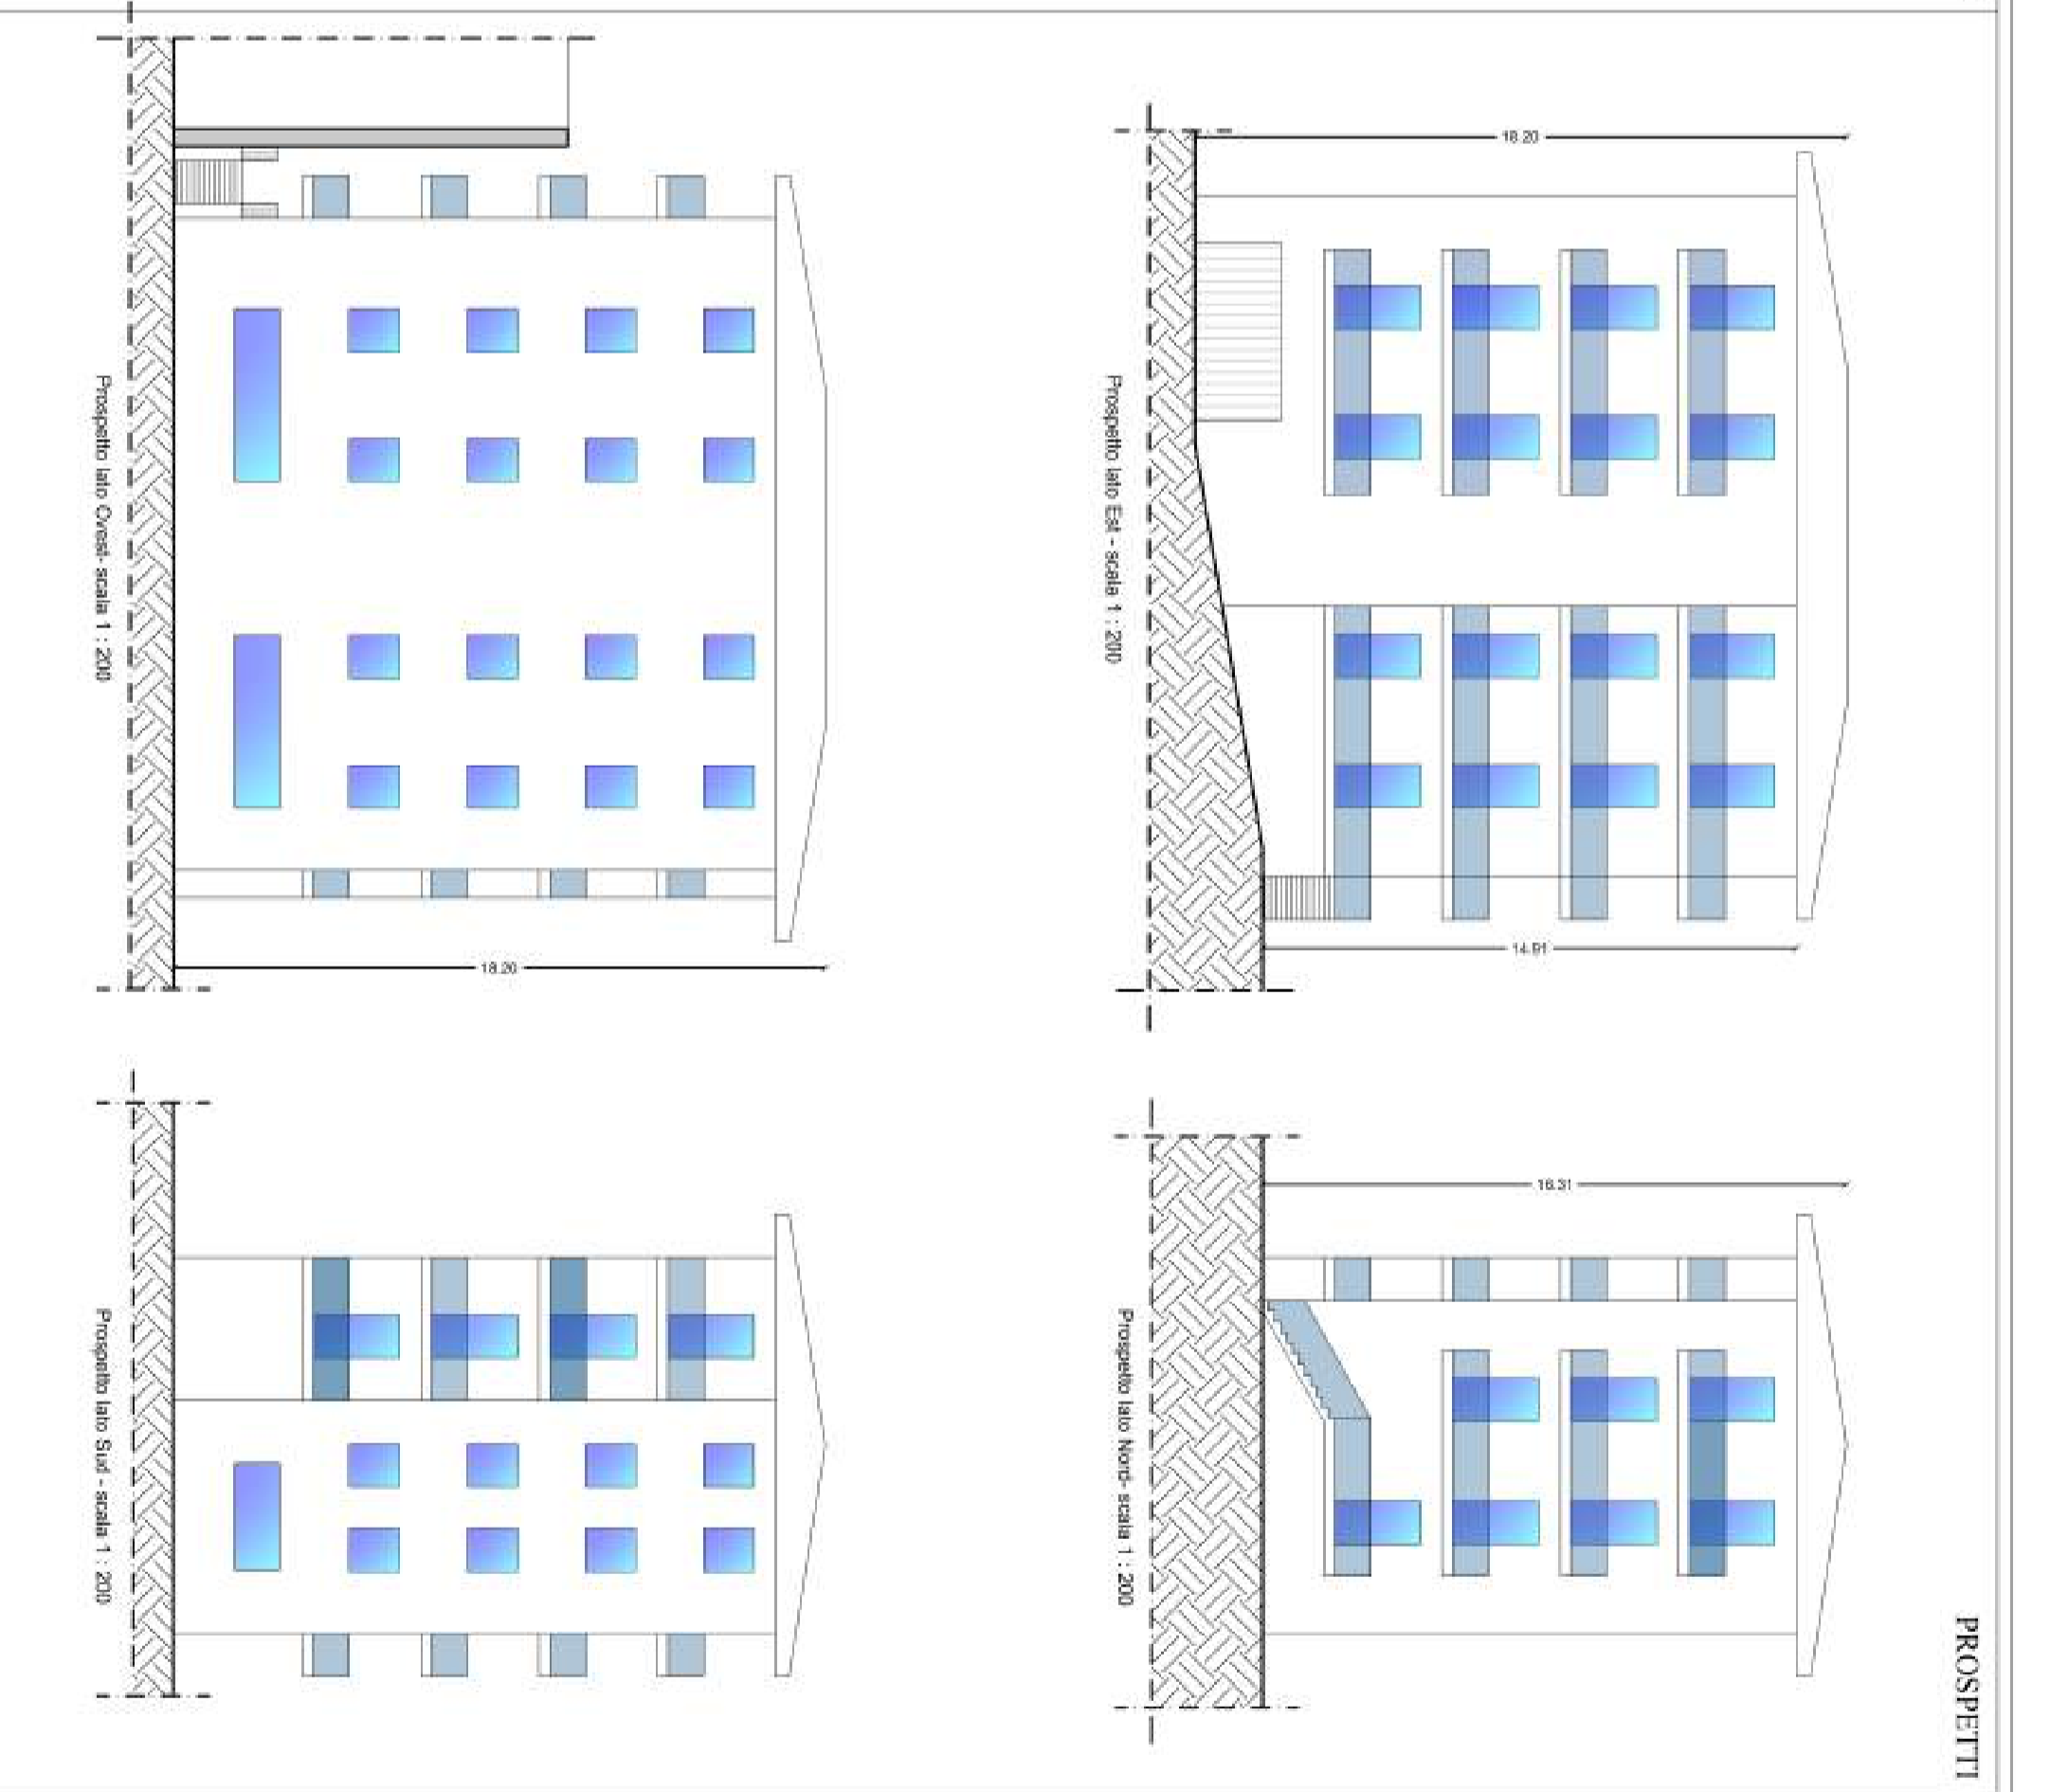 PROSPETTI
18.20
Prospetto lato Est - scala 1 : 200
14.91
16.31
Prospetto lato Nord- scala 1 : 200
Prospetto lato Ovest- scala 1 : 200
18.20
Prospetto lato Sud - scala 1 : 200